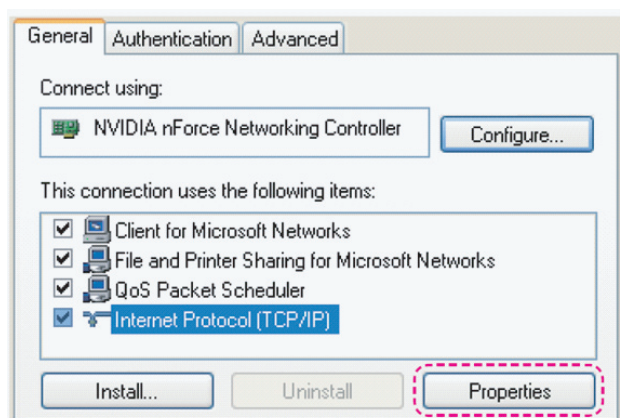 General Authentication Advanced
Connect using:
NVIDIA nForce Networking Controller Configure...
This connection uses the following items:
Client for Microsoft Networks
File and Printer Sharing for Microsoft Networks
QoS Packet Scheduler
Internet Protocol (TCP/IP)
Install... Uninstall Properties